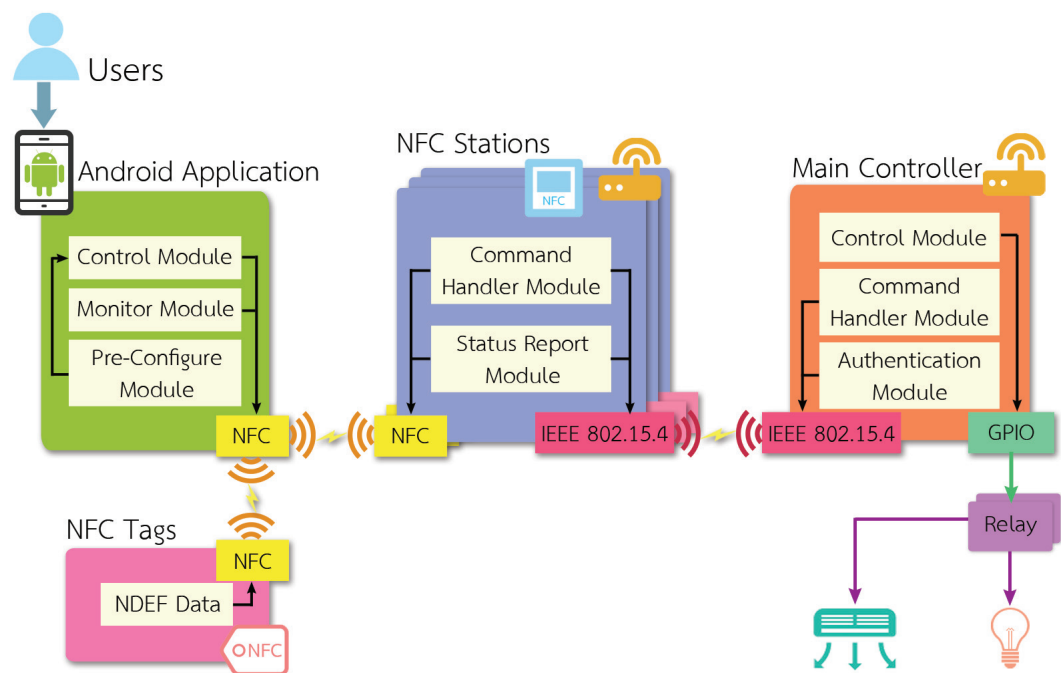 Users
Android Application
Control Module
Monitor Module
Pre-Configure
Module
NFC
NFC Stations
NFC
Command
Handler Module
Status Report
Module
NFC
IEEE 802.15.4
Main Controller
Control Module
Command
Handler Module
Authentication
Module
IEEE 802.15.4
GPIO
Relay
NFC Tags
NFC
NDEF Data
NFC